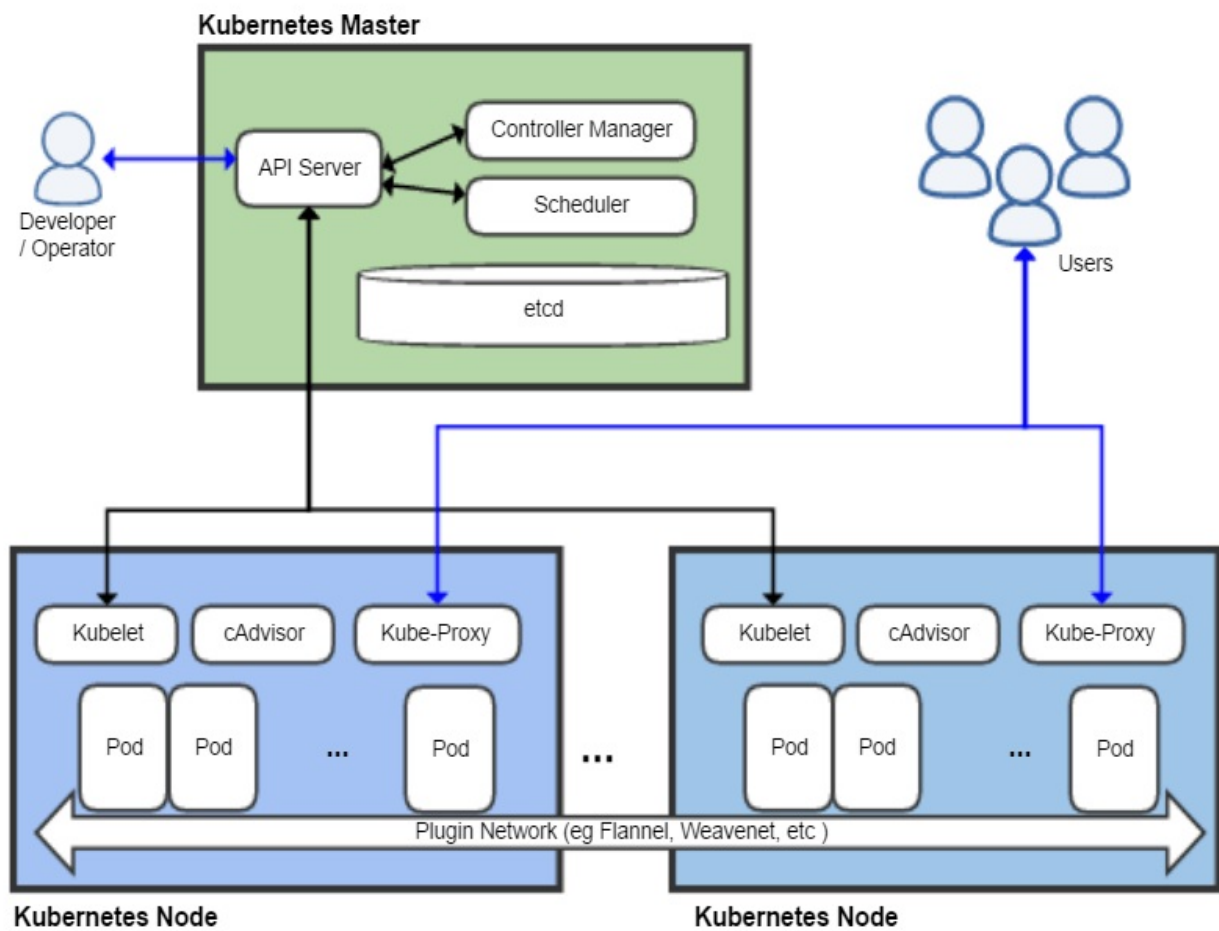 Kubernetes Master
Controller Manager
API Server
Scheduler
Developer
/ Operator
etcd
Users
Kubelet
cAdvisor
Kube-Proxy
Kubelet
cAdvisor
Kube-Proxy
Pod
Pod
...
Pod
...
Pod
Pod
...
Pod
Plugin Network (eg Flannel, Weavenet, etc )
Kubernetes Node
Kubernetes Node